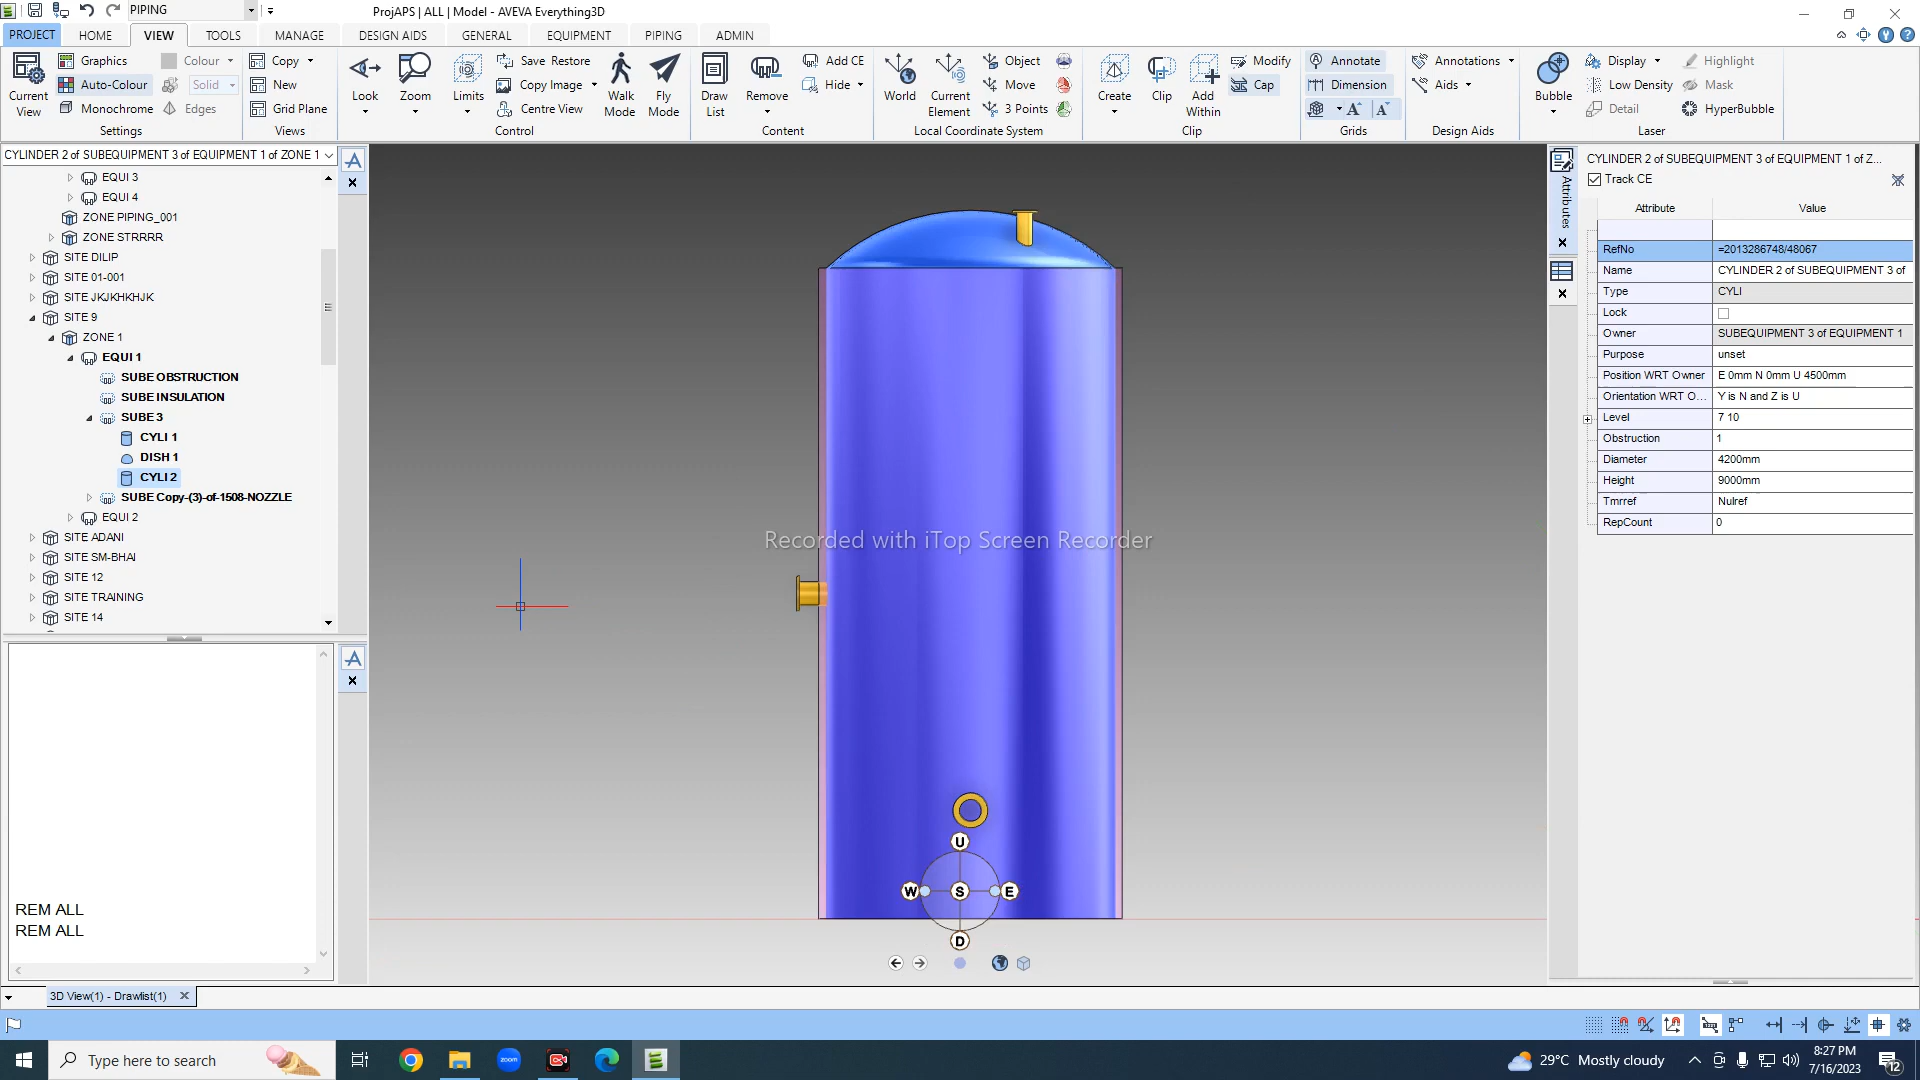 PIPING
ProjAPS | ALL | Model - AVEVA Everything3D
PROJECT HOME VIEW TOOLS MANAGE DESIGN AIDS GENERAL EQUIPMENT PIPING ADMIN
Current View
Graphics
Auto-Colour
Monochrome
Colour
Solid
Edges
Settings
Copy
New
Grid Plane
Views
Look
Zoom
Limits
Save Restore
Copy Image
Centre View
Walk Mode
Fly Mode
Control
Draw List
Remove
Add CE
Hide
Content
World
Current Element
Object
Move
3 Points
Local Coordinate System
Create
Clip
Add Within
Modify
Cap
Clip
Annotate
Dimension
Grids
Annotations
Aids
Design Aids
Bubble
Display
Low Density
Detail
Highlight
Mask
HyperBubble
Laser
CYLINDER 2 of SUBEQUIPMENT 3 of EQUIPMENT 1 of ZONE 1
EQUI 3
EQUI 4
ZONE PIPING_001
ZONE STRRRR
SITE DILIP
SITE 01-001
SITE JKJKHKHJK
SITE 9
ZONE 1
EQUI 1
SUBE OBSTRUCTION
SUBE INSULATION
SUBE 3
CYLI 1
DISH 1
CYLI 2
SUBE Copy-(3)-of-1508-NOZZLE
EQUI 2
SITE ADANI
SITE SM-BHAI
SITE 12
SITE TRAINING
SITE 14
REM ALL
REM ALL
Recorded with iTop Screen Recorder
U
W S E
D
Attributes
CYLINDER 2 of SUBEQUIPMENT 3 of EQUIPMENT 1 of Z...
Track CE
Attribute Value
RefNo =2013286748/48067
Name CYLINDER 2 of SUBEQUIPMENT 3 of
Type CYLI
Lock
Owner SUBEQUIPMENT 3 of EQUIPMENT 1
Purpose unset
Position WRT Owner E 0mm N 0mm U 4500mm
Orientation WRT O... Y is N and Z is U
Level 7 10
Obstruction 1
Diameter 4200mm
Height 9000mm
Tmrref Nulref
RepCount 0
3D View(1) - Drawlist(1)
Type here to search
zoom
29°C Mostly cloudy
8:27 PM
7/16/2023
12